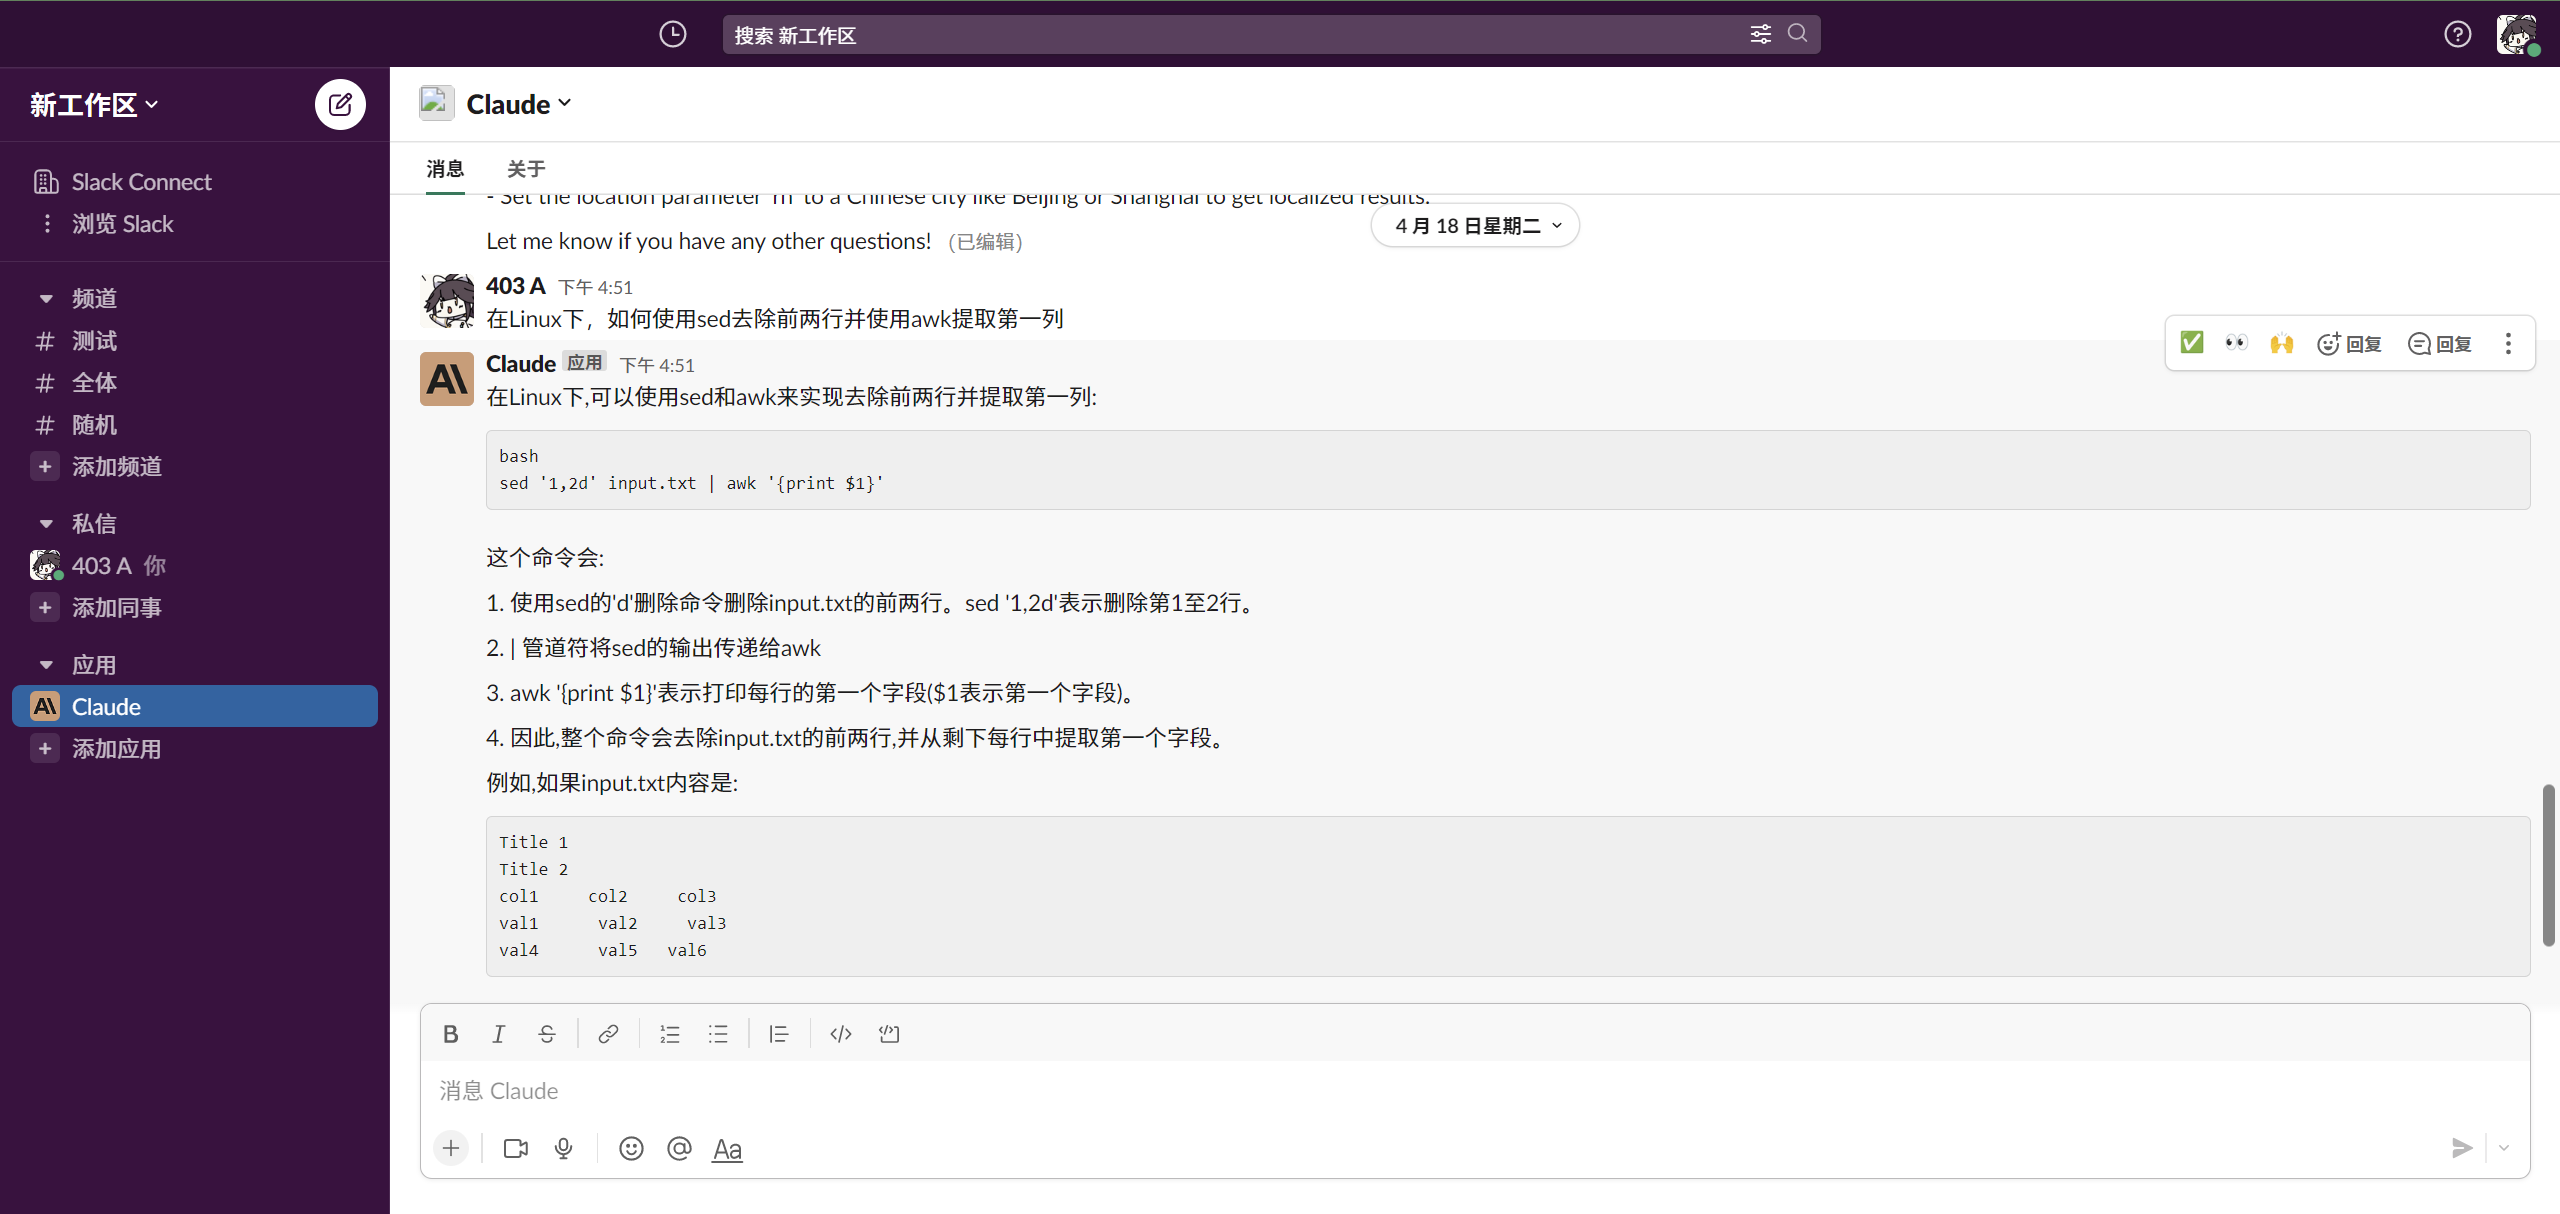 搜索 新工作区
新工作区
Claude
Slack Connect
浏览 Slack
消息 关于
频道
测试
全体
随机
添加频道
私信
403 A 你
添加同事
应用
Claude
添加应用
- Set the location parameter to a Chinese city like Beijing or Shanghai to get localized results.
4 月 18 日星期二
Let me know if you have any other questions! (已编辑)
403 A 下午 4:51
在Linux下，如何使用sed去除前两行并使用awk提取第一列
回复 回复
Claude 应用 下午 4:51
在Linux下,可以使用sed和awk来实现去除前两行并提取第一列:
bash
sed '1,2d' input.txt | awk '{print $1}'
这个命令会:
1. 使用sed的'd'删除命令删除input.txt的前两行。sed '1,2d'表示删除第1至2行。
2. | 管道符将sed的输出传递给awk
3. awk '{print $1}'表示打印每行的第一个字段($1表示第一个字段)。
4. 因此,整个命令会去除input.txt的前两行,并从剩下每行中提取第一个字段。
例如,如果input.txt内容是:
Title 1
Title 2
col1 col2 col3
val1 val2 val3
val4 val5 val6
消息 Claude
Aa